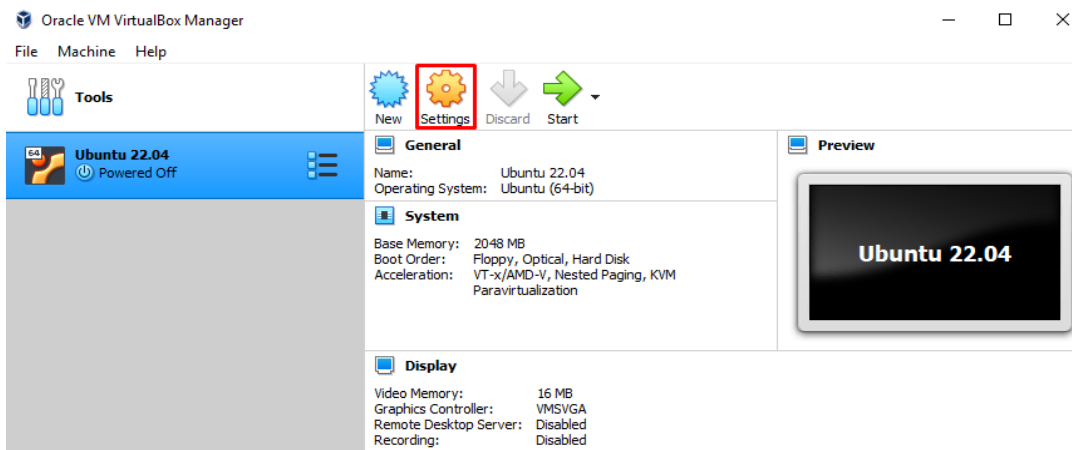 Oracle VM VirtualBox Manager
File Machine Help
Tools
New Settings Discard Start
64
Ubuntu 22.04
Powered Off
General
Name: Ubuntu 22.04
Operating System: Ubuntu (64-bit)
System
Base Memory: 2048 MB
Boot Order: Floppy, Optical, Hard Disk
Acceleration: VT-x/AMD-V, Nested Paging, KVM
Paravirtualization
Display
Video Memory: 16 MB
Graphics Controller: VMSVGA
Remote Desktop Server: Disabled
Recording: Disabled
Preview
Ubuntu 22.04